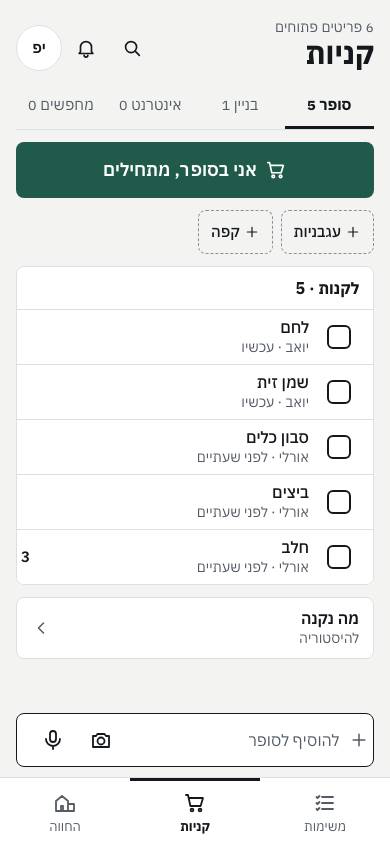 6 פריטים פתוחים
קניות
יפ
סופר 5
בניין 1
אינטרנט 0
מחפשים 0
אני בסופר, מתחילים
עגבניות
קפה
לקנות · 5
לחם
יואב · עכשיו
שמן זית
יואב · עכשיו
סבון כלים
אורלי · לפני שעתיים
ביצים
אורלי · לפני שעתיים
חלב
אורלי · לפני שעתיים
3
מה נקנה
להיסטוריה
להוסיף לסופר
משימות
קניות
החווה